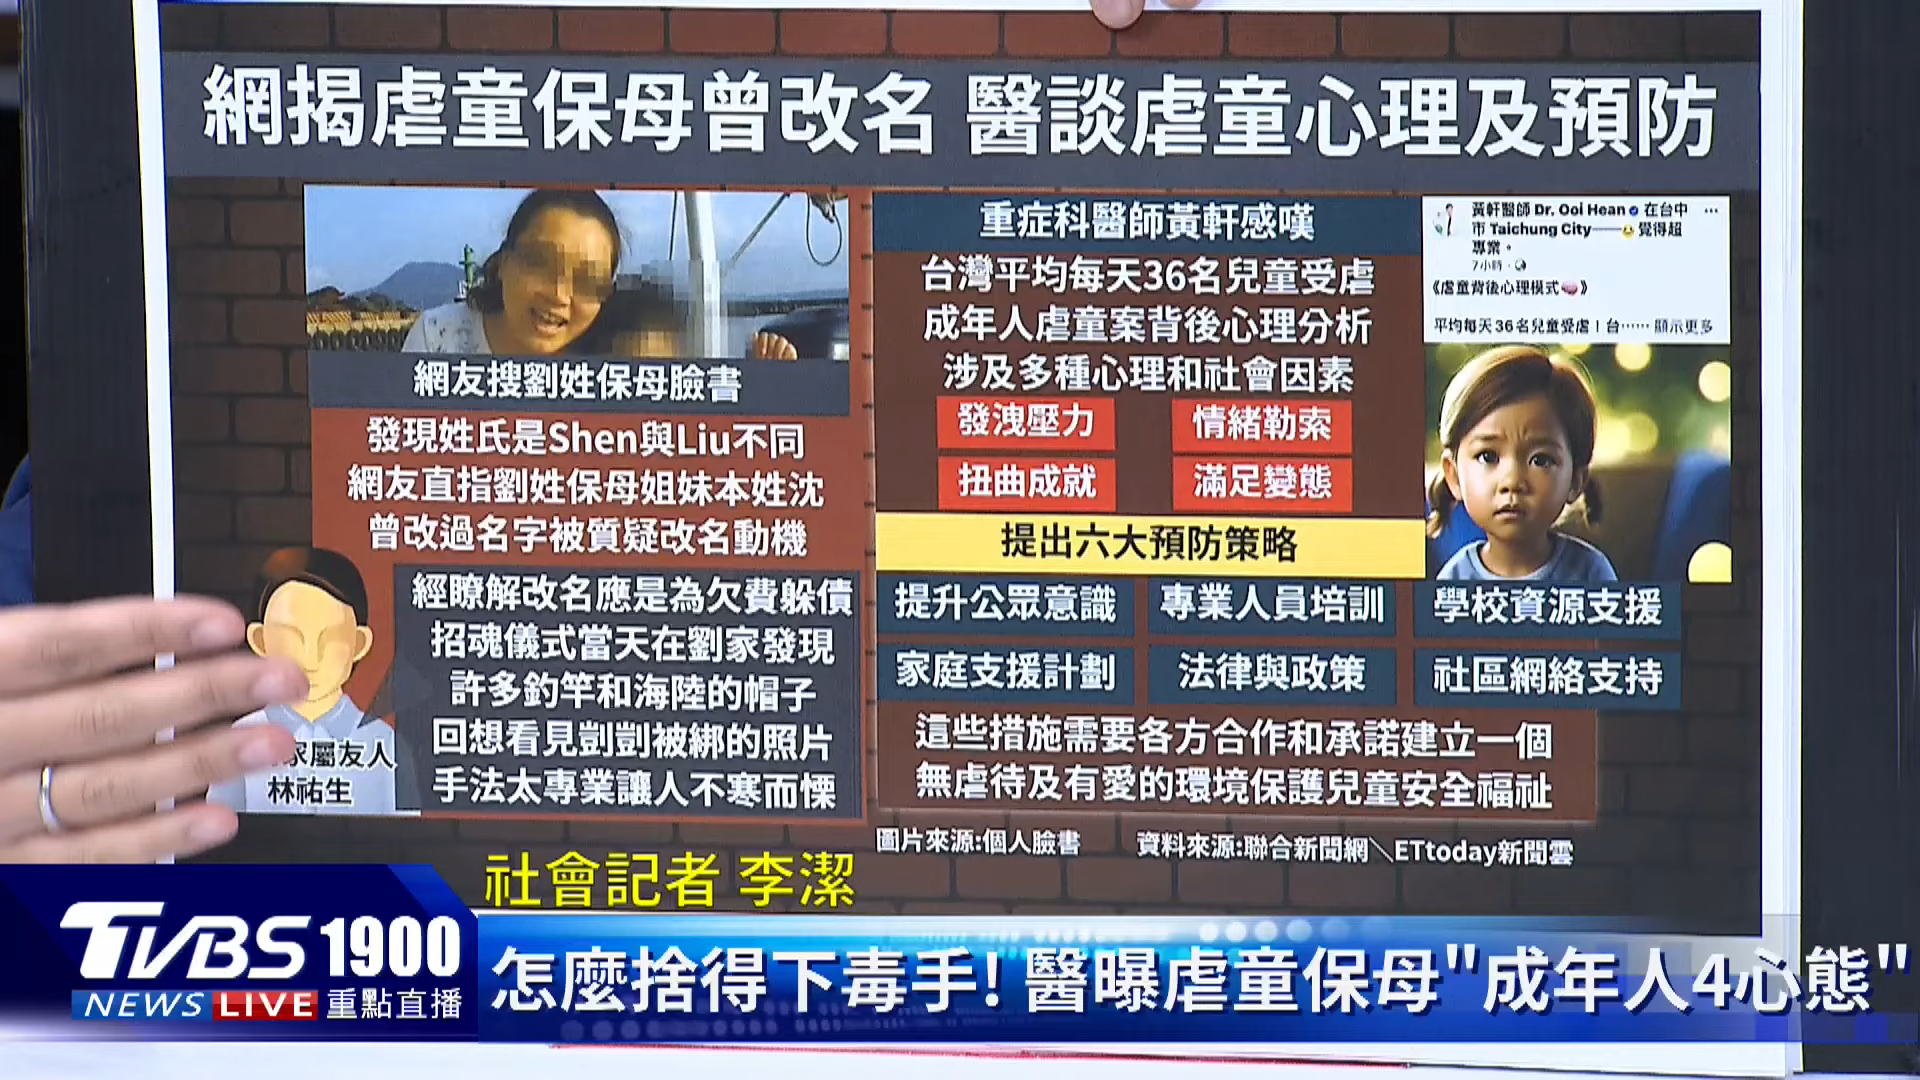 網揭虐童保母曾改名 醫談虐童心理及預防
網友搜劉姓保母臉書
發現姓氏是Shen與Liu不同
網友直指劉姓保母姐妹本姓沈
曾改過名字被質疑改名動機
經瞭解改名應是為欠費躲債
招魂儀式當天在劉家發現
許多釣竿和海陸的帽子
回想看見剴剴被綁的照片
手法太專業讓人不寒而慄
家屬友人
林祐生
重症科醫師黃軒感嘆
台灣平均每天36名兒童受虐
成年人虐童案背後心理分析
涉及多種心理和社會因素
發洩壓力 情緒勒索
扭曲成就 滿足變態
黃軒醫師 Dr. Ooi Hean 在台中
市 Taichung City——覺得超
專業。
7小時 ·
《虐童背後心理模式》
平均每天36名兒童受虐|台⋯⋯ 顯示更多
提出六大預防策略
提升公眾意識 專業人員培訓 學校資源支援
家庭支援計劃 法律與政策 社區網絡支持
這些措施需要各方合作和承諾建立一個
無虐待及有愛的環境保護兒童安全福祉
圖片來源:個人臉書 資料來源:聯合新聞網＼ETtoday新聞雲
社會記者 李潔
TVBS 1900
NEWS LIVE 重點直播
怎麼捨得下毒手! 醫曝虐童保母"成年人4心態"